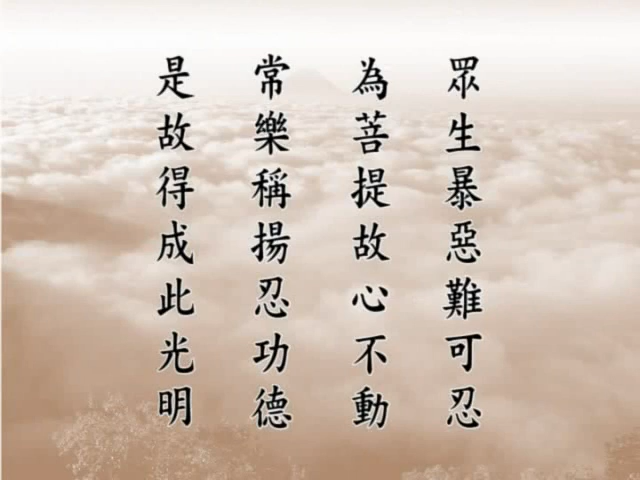 眾生暴惡難可忍
為菩提故心不動
常樂稱揚忍功德
是故得成此光明